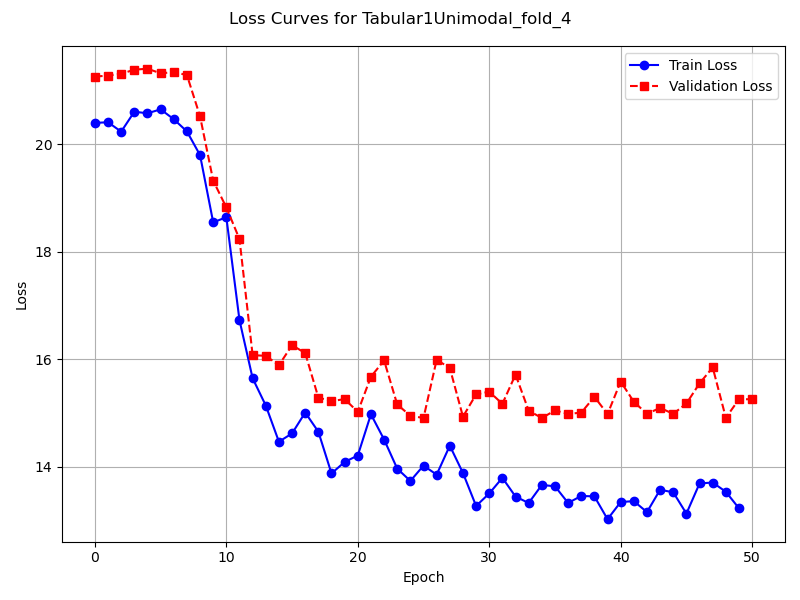 Loss Curves for Tabular1Unimodal_fold_4
Train Loss
Validation Loss
Loss
20
18
16
14
0 10 20 30 40 50
Epoch